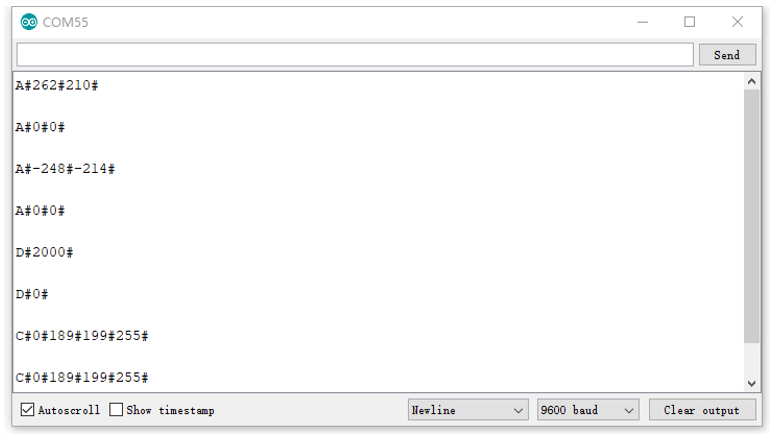 COM55
Send
A#262#210#
A#0#0#
A#-248#-214#
A#0#0#
D#2000#
D#0#
C#0#189#199#255#
C#0#189#199#255#
Autoscroll Show timestamp Newline 9600 baud Clear output